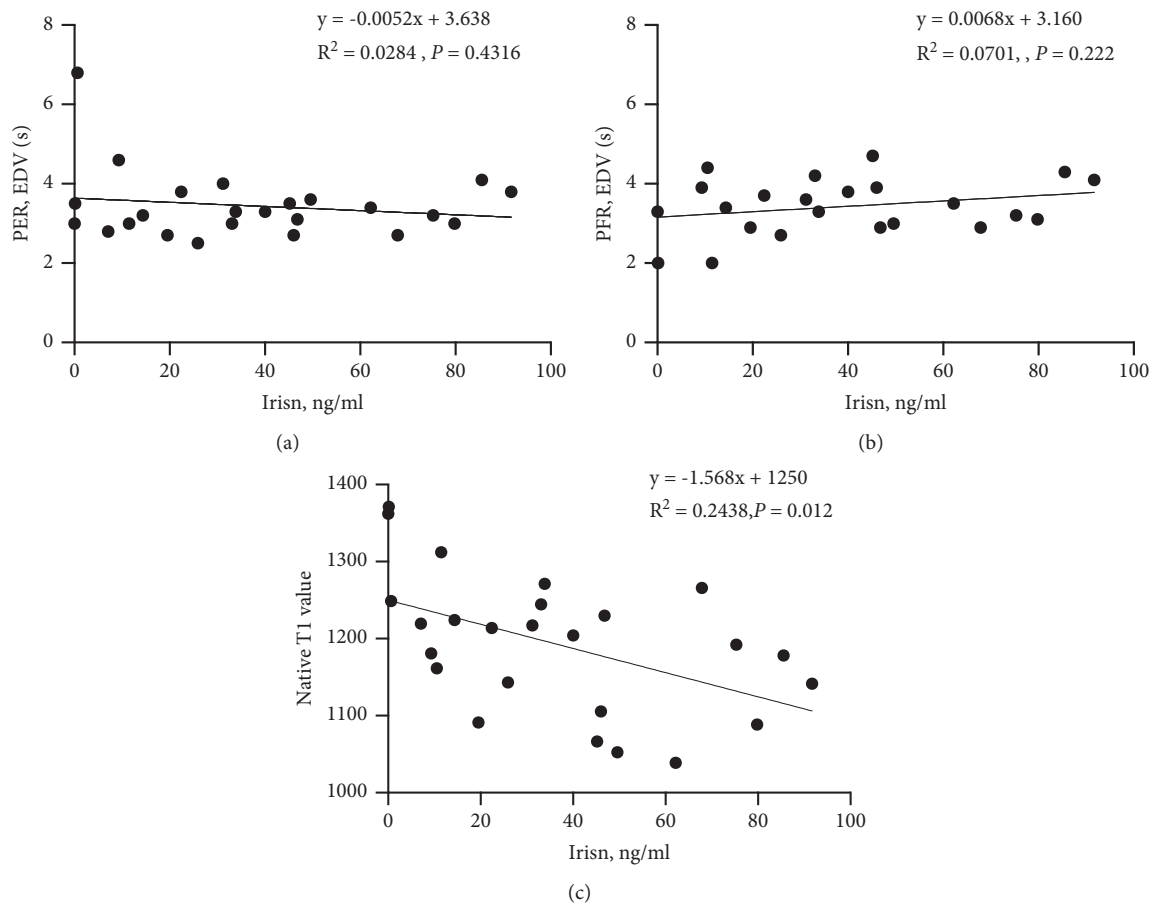 y = -0.0052x + 3.638
R² = 0.0284 , P = 0.4316
8
6
4
2
0
PER, EDV (s)
0 20 40 60 80 100
Irisn, ng/ml
(a)
y = 0.0068x + 3.160
R² = 0.0701, , P = 0.222
8
6
4
2
0
PFR, EDV (s)
0 20 40 60 80 100
Irisn, ng/ml
(b)
y = -1.568x + 1250
R² = 0.2438,P = 0.012
1400
1300
1200
1100
1000
Native T1 value
0 20 40 60 80 100
Irisn, ng/ml
(c)